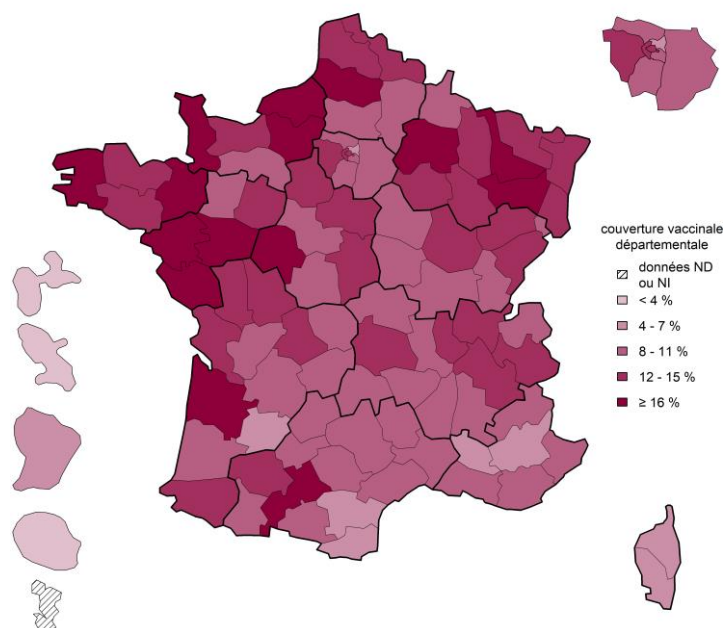 couverture vaccinale
départementale
données ND
ou NI
< 4 %
4 - 7 %
8 - 11 %
12 - 15 %
≥ 16 %